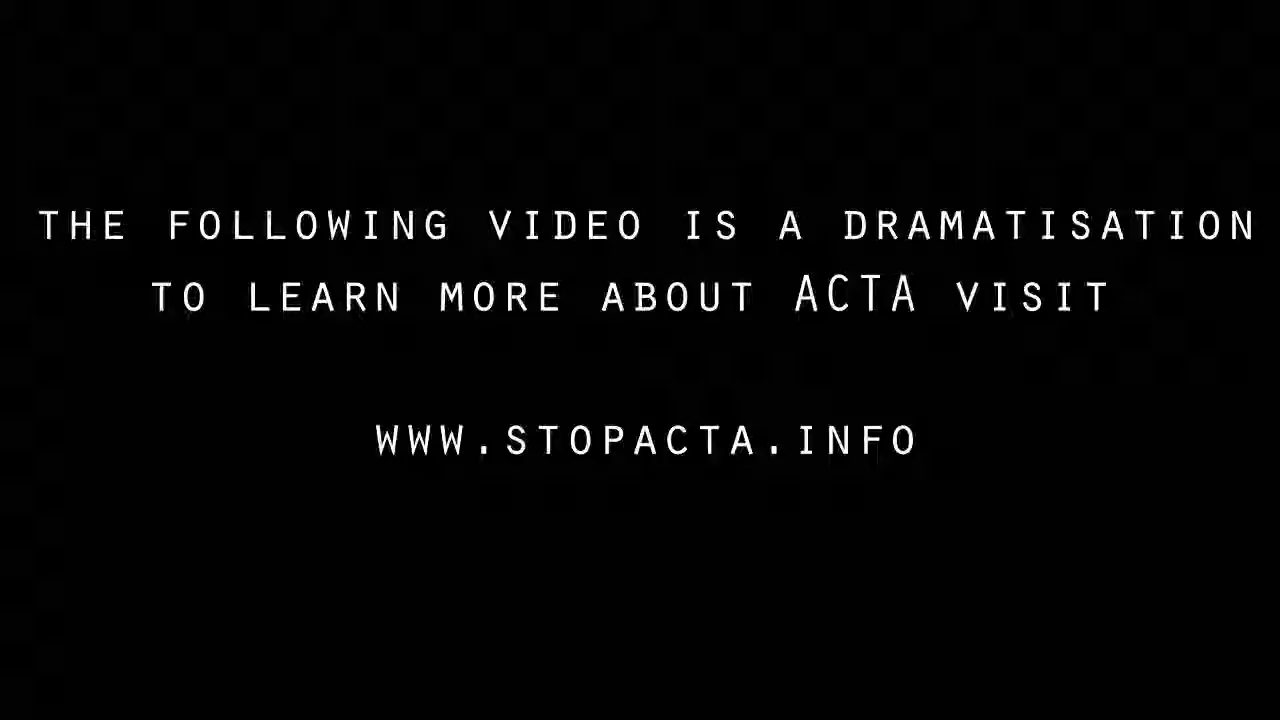 THE FOLLOWING VIDEO IS A DRAMATISATION
TO LEARN MORE ABOUT ACTA VISIT
WWW.STOPACTA.INFO